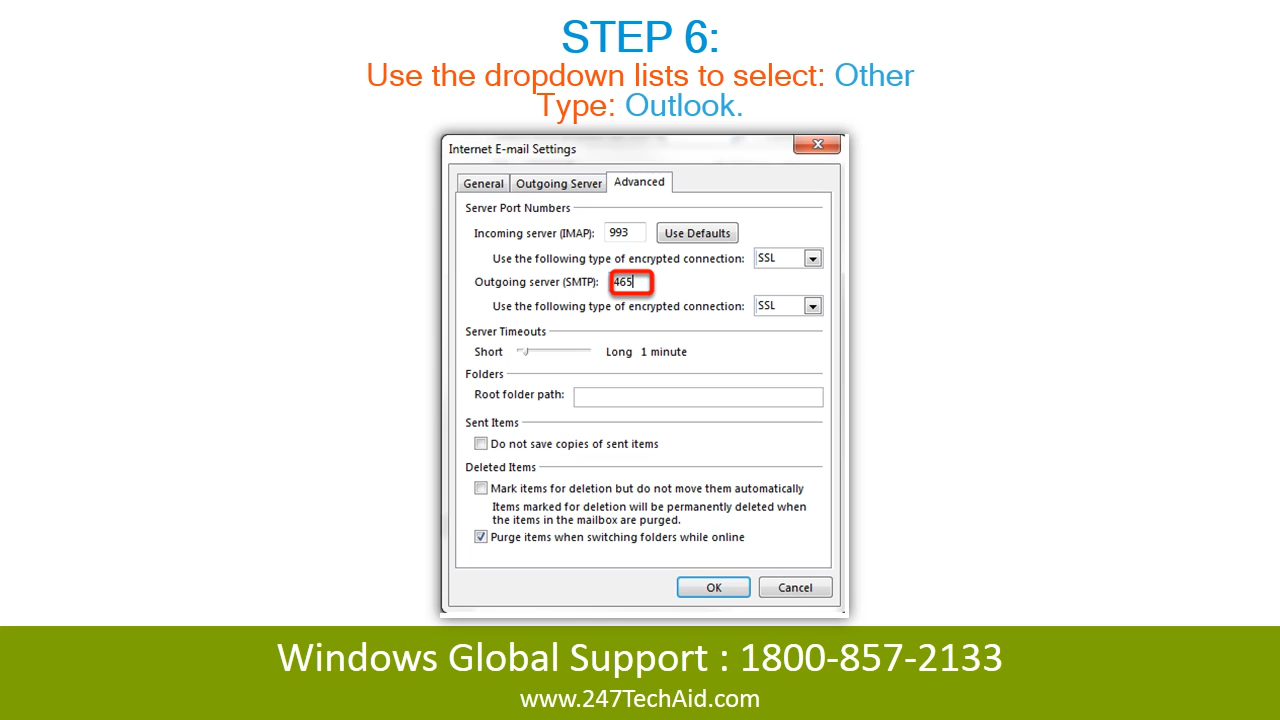 STEP 6:
Use the dropdown lists to select: Other
Type: Outlook.
Internet E-mail Settings
General Outgoing Server Advanced
Server Port Numbers
Incoming server (IMAP): 993 Use Defaults
Use the following type of encrypted connection: SSL
Outgoing server (SMTP): 465
Use the following type of encrypted connection: SSL
Server Timeouts
Short Long 1 minute
Folders
Root folder path:
Sent Items
Do not save copies of sent items
Deleted Items
Mark items for deletion but do not move them automatically
Items marked for deletion will be permanently deleted when
the items in the mailbox are purged.
Purge items when switching folders while online
OK Cancel
Windows Global Support : 1800-857-2133
www.247TechAid.com